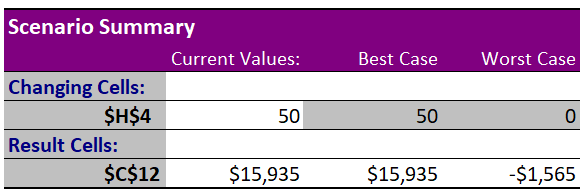 Scenario Summary
Current Values: Best Case Worst Case
Changing Cells:
$H$4 50 50 0
Result Cells:
$C$12 $15,935 $15,935 -$1,565